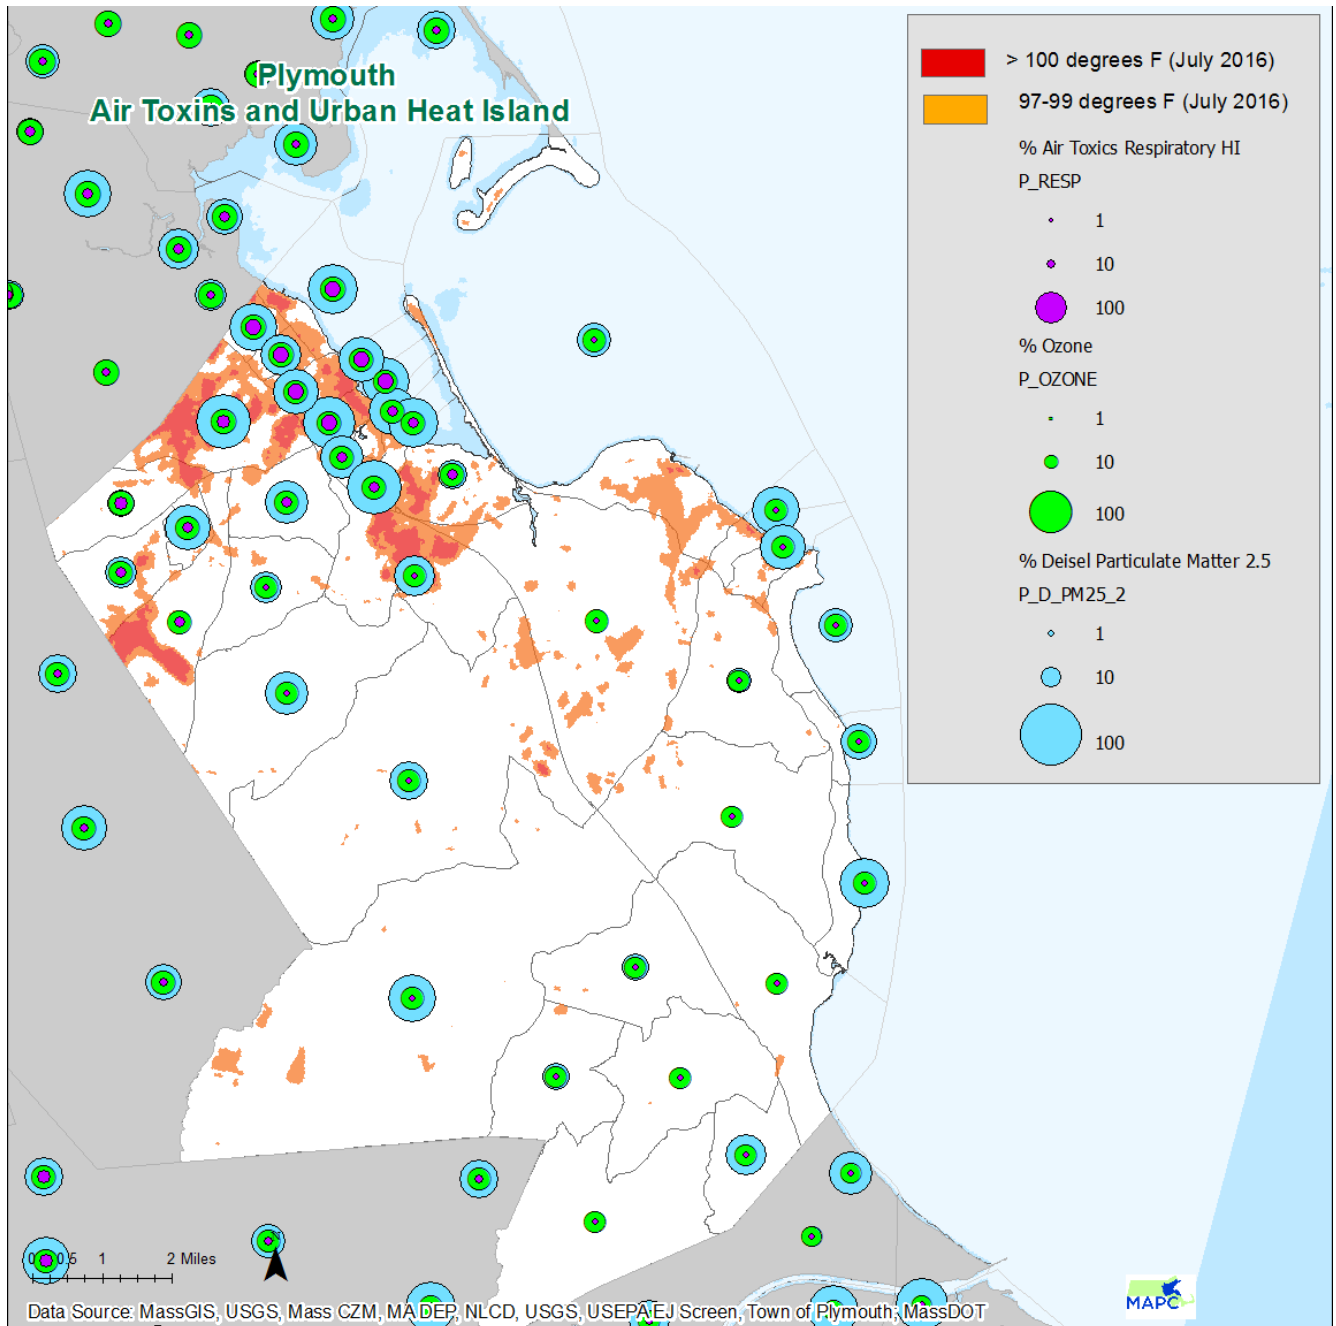 Plymouth
Air Toxins and Urban Heat Island
> 100 degrees F (July 2016)
97-99 degrees F (July 2016)
% Air Toxics Respiratory HI
P_RESP
1
10
100
% Ozone
P_OZONE
1
10
100
% Deisel Particulate Matter 2.5
P_D_PM25_2
1
10
100
0 0.5 1 2 Miles
N
Data Source: MassGIS, USGS, Mass CZM, MA DEP, NLCD, USGS, USEPA EJ Screen, Town of Plymouth, MassDOT
MAPC